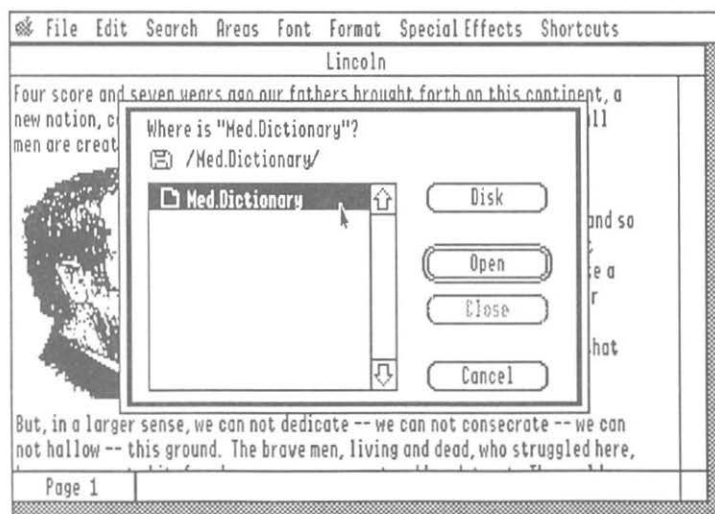 File Edit Search Areas Font Format Special Effects Shortcuts
Lincoln
Four score and seven years ago our fathers brought forth on this continent, a
new nation, c
ll
men are creat
Where is "Med.Dictionary"?
/Med.Dictionary/
Med.Dictionary
Disk
and so
Open
e a
Close
r
hat
Cancel
But, in a larger sense, we can not dedicate -- we can not consecrate -- we can
not hallow -- this ground. The brave men, living and dead, who struggled here,
Page 1